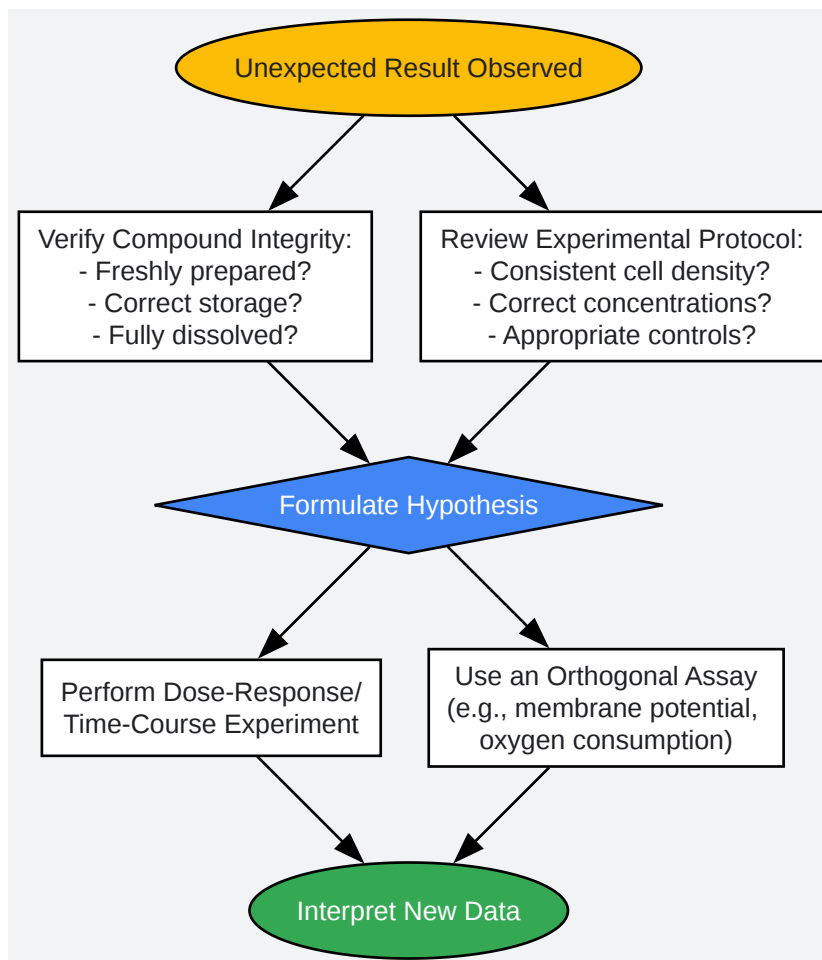 Unexpected Result Observed
Verify Compound Integrity:
- Freshly prepared?
- Correct storage?
- Fully dissolved?
Review Experimental Protocol:
- Consistent cell density?
- Correct concentrations?
- Appropriate controls?
Formulate Hypothesis
Perform Dose-Response/
Time-Course Experiment
Use an Orthogonal Assay
(e.g., membrane potential,
oxygen consumption)
Interpret New Data